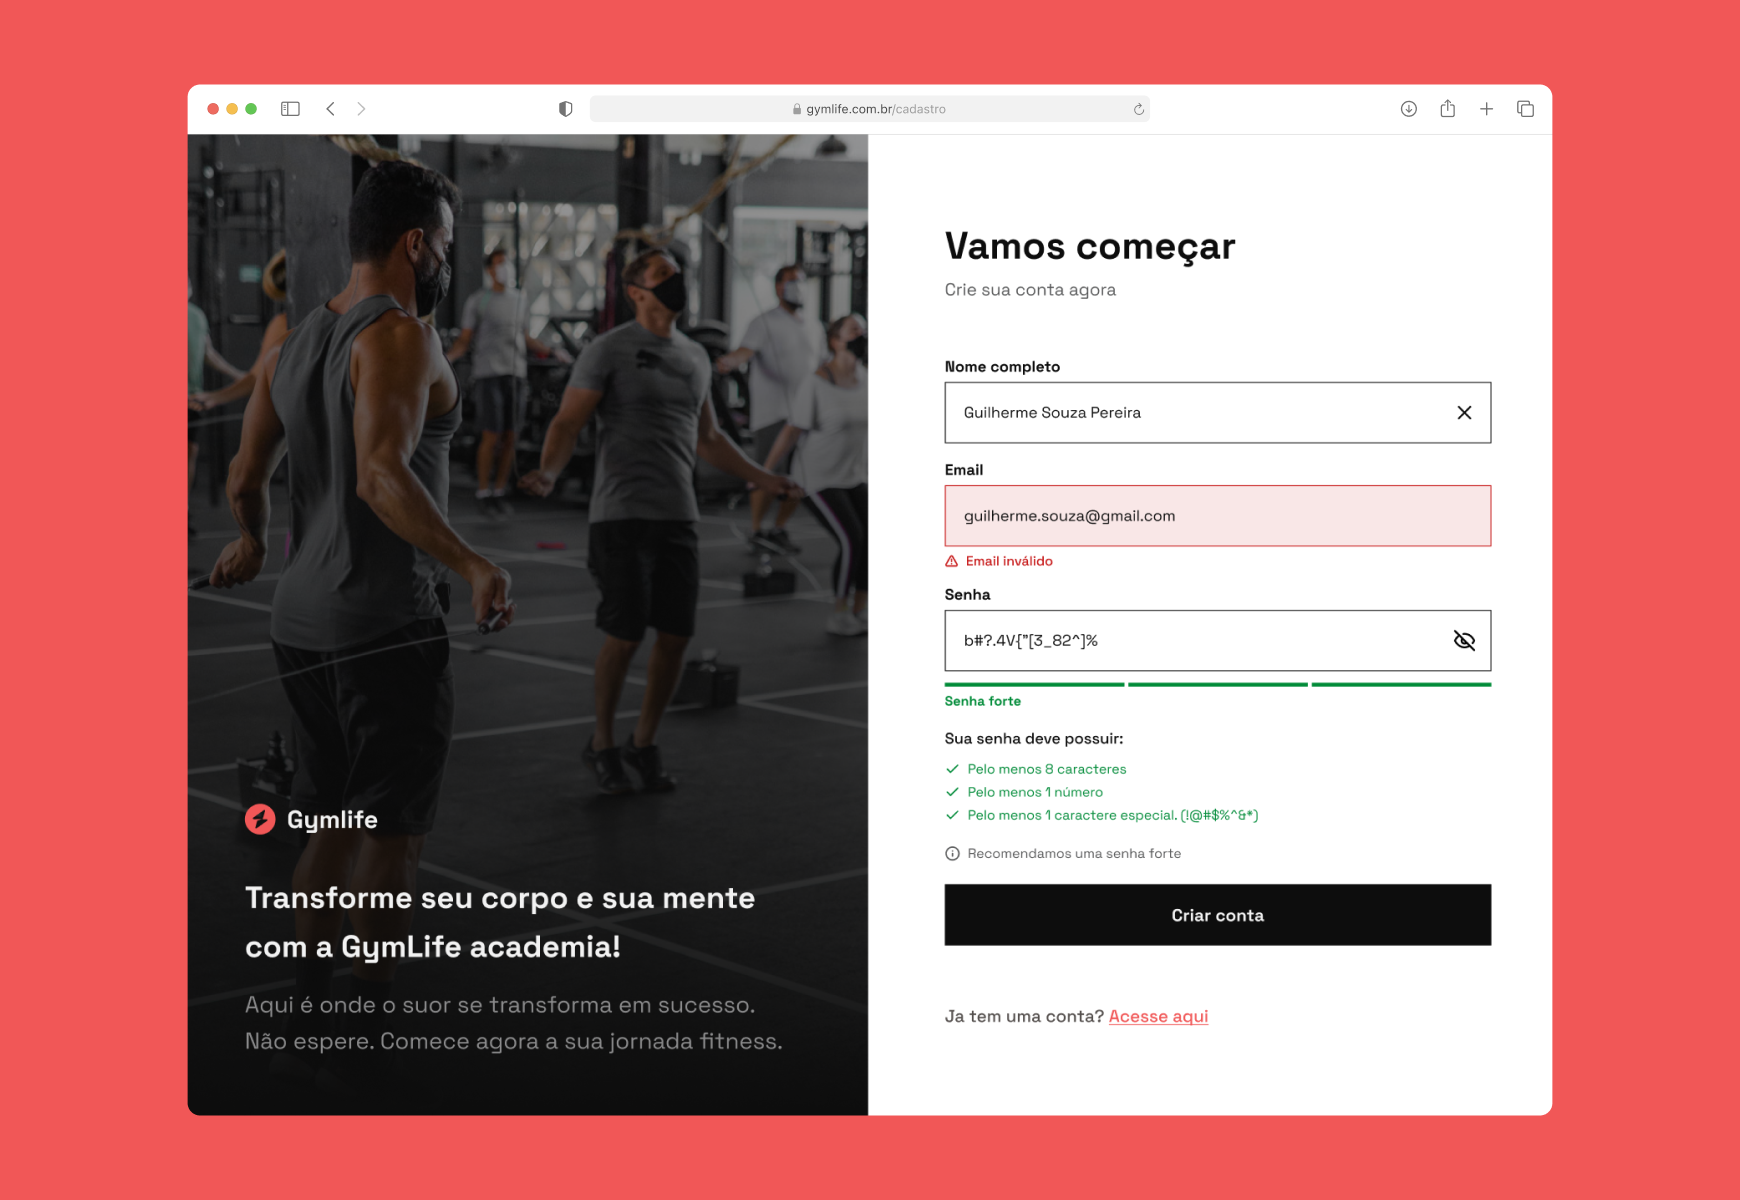 gymlife.com.br/cadastro
Gymlife
Transforme seu corpo e sua mente
com a GymLife academia!
Aqui é onde o suor se transforma em sucesso.
Não espere. Comece agora a sua jornada fitness.
Vamos começar
Crie sua conta agora
Nome completo
Guilherme Souza Pereira
Email
guilherme.souza@gmail.com
Email inválido
Senha
b#?.4V{"[3_82^]%
Senha forte
Sua senha deve possuir:
Pelo menos 8 caracteres
Pelo menos 1 número
Pelo menos 1 caractere especial. (!@#$%^&*)
Recomendamos uma senha forte
Criar conta
Ja tem uma conta? Acesse aqui